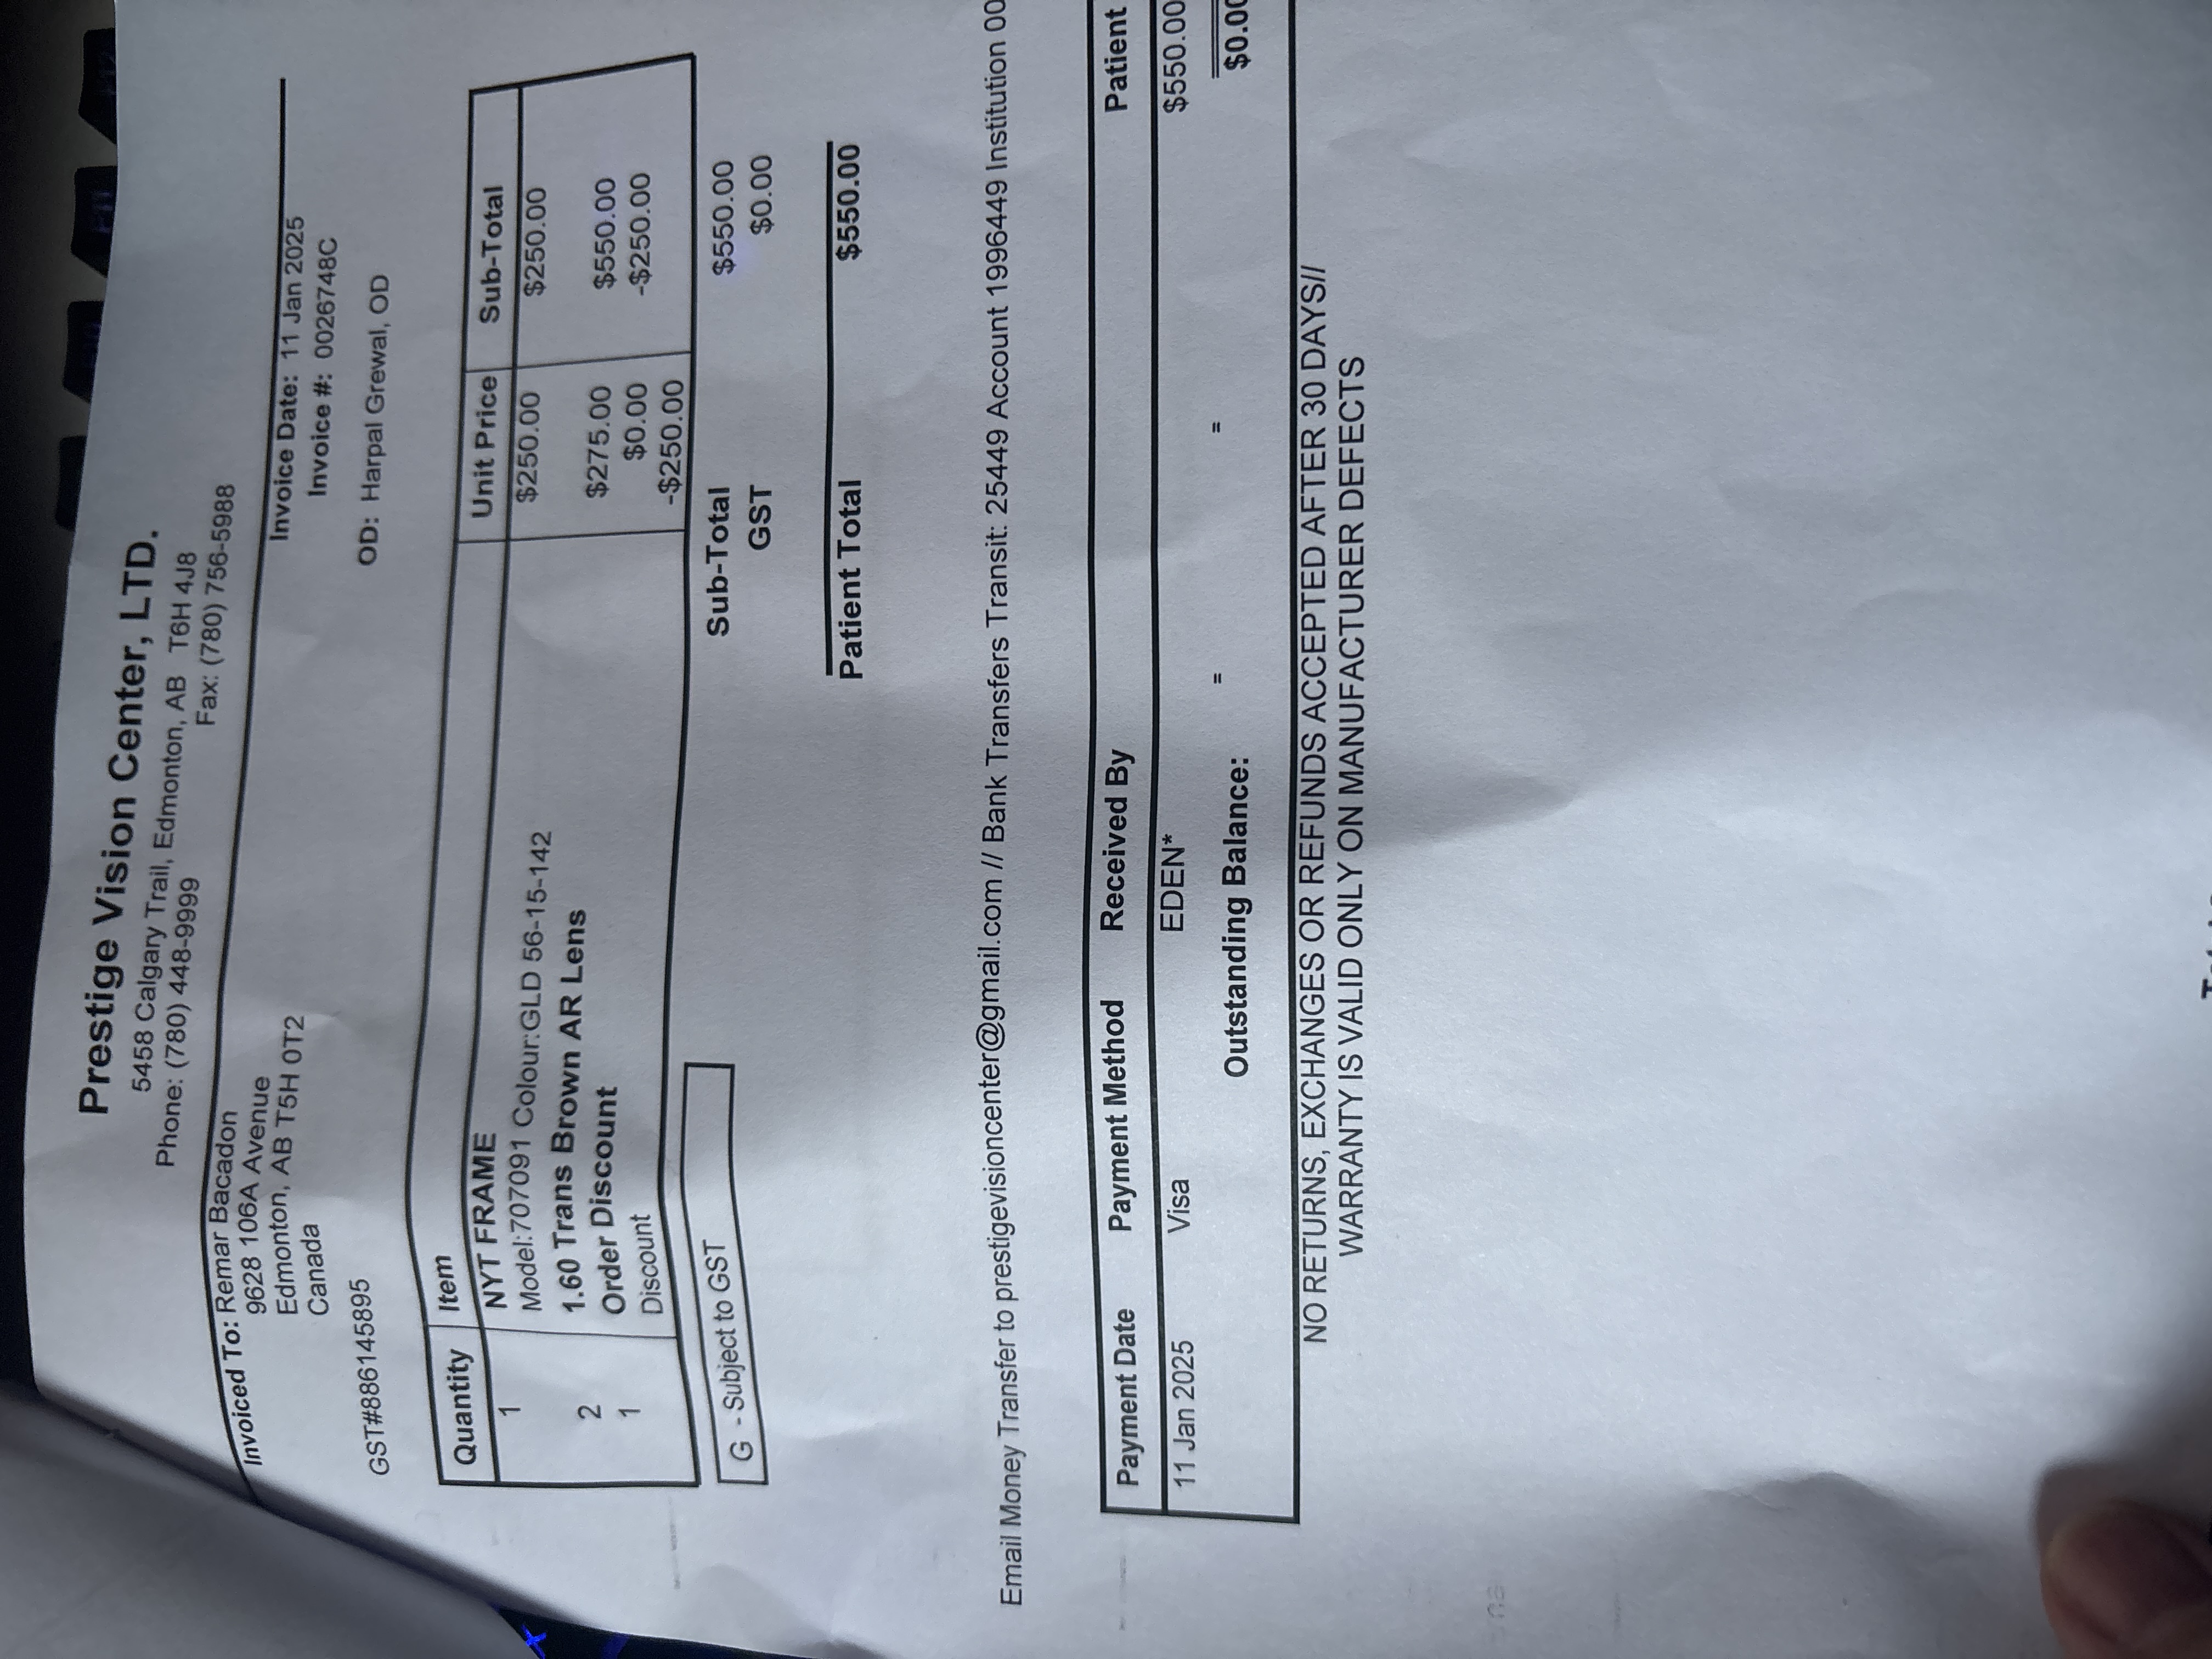 Prestige Vision Center, LTD.
5458 Calgary Trail, Edmonton, AB T6H 4J8
Phone: (780) 448-9999 Fax: (780) 756-5988
Invoiced To: Remar Bacadon
9628 106A Avenue
Edmonton, AB T5H 0T2
Canada
Invoice Date: 11 Jan 2025
Invoice #: 0026748C
GST#886145895
OD: Harpal Grewal, OD
Quantity Item Unit Price Sub-Total
1 NYT FRAME $250.00 $250.00
Model:707091 Colour:GLD 56-15-142
2 1.60 Trans Brown AR Lens $275.00 $550.00
1 Order Discount $0.00 -$250.00
Discount -$250.00
G - Subject to GST
Sub-Total $550.00
GST $0.00
Patient Total $550.00
Email Money Transfer to prestigevisioncenter@gmail.com // Bank Transfers Transit: 25449 Account 1996449 Institution 00
Payment Date Payment Method Received By Patient
11 Jan 2025 Visa EDEN* $550.00
= =
Outstanding Balance: $0.00
NO RETURNS, EXCHANGES OR REFUNDS ACCEPTED AFTER 30 DAYS//
WARRANTY IS VALID ONLY ON MANUFACTURER DEFECTS